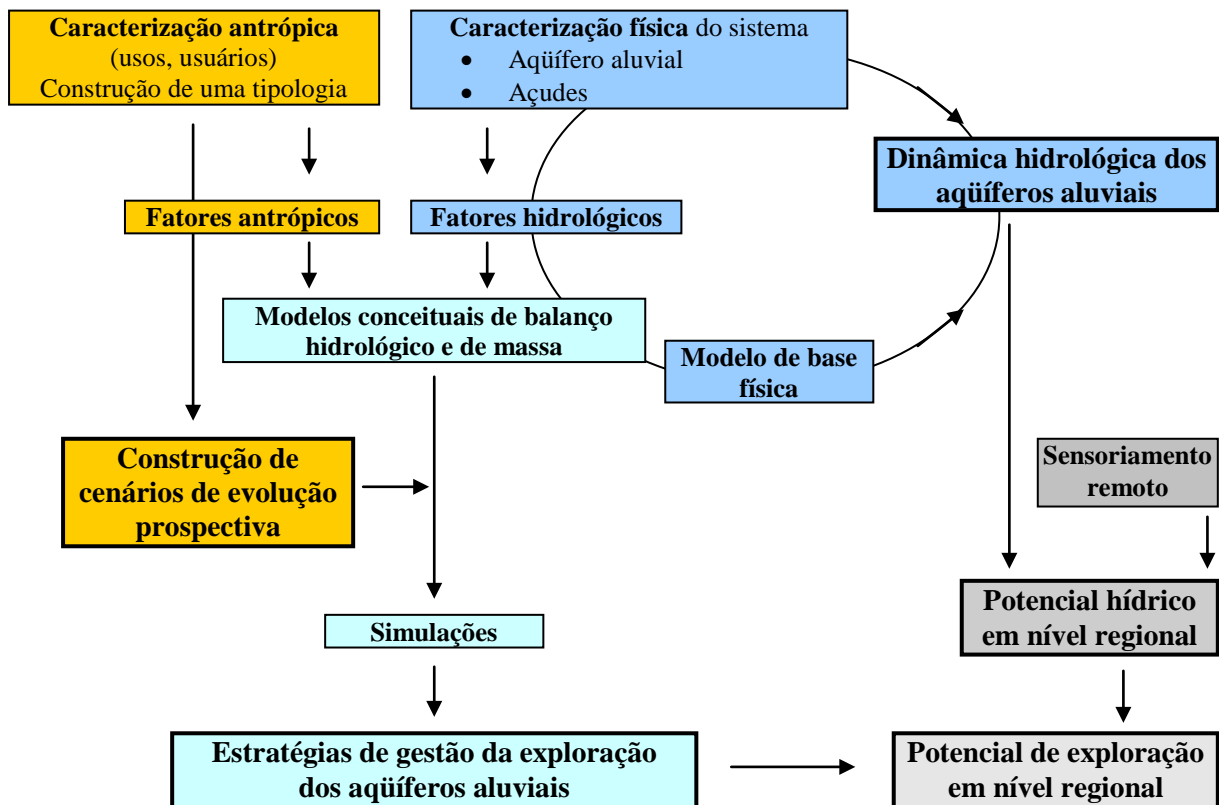 Caracterização antrópica
(usos, usuários)
Construção de uma tipologia
Caracterização física do sistema
• Aqüífero aluvial
• Açudes
Dinâmica hidrológica dos
aqüíferos aluviais
Fatores antrópicos
Fatores hidrológicos
Modelos conceituais de balanço
hidrológico e de massa
Modelo de base
física
Construção de
cenários de evolução
prospectiva
Sensoriamento
remoto
Simulações
Potencial hídrico
em nível regional
Estratégias de gestão da exploração
dos aqüíferos aluviais
Potencial de exploração
em nível regional